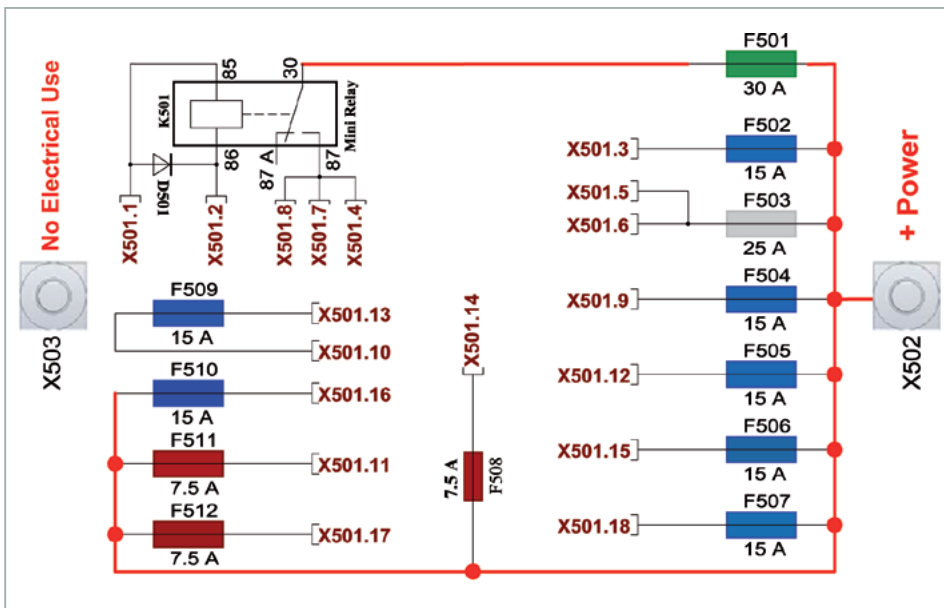 No Electrical Use
X503
85
30
K501
Mini Relay
86
87 A
87
D501
X501.1
X501.2
X501.8
X501.7
X501.4
F501
30 A
F502
X501.3
15 A
X501.5
F503
X501.6
25 A
F504
X501.9
15 A
F505
X501.12
15 A
F506
X501.15
15 A
F507
X501.18
15 A
+ Power
X502
F509
X501.13
15 A
X501.10
F510
X501.16
15 A
F511
X501.11
7.5 A
F512
X501.17
7.5 A
X501.14
7.5 A
F508